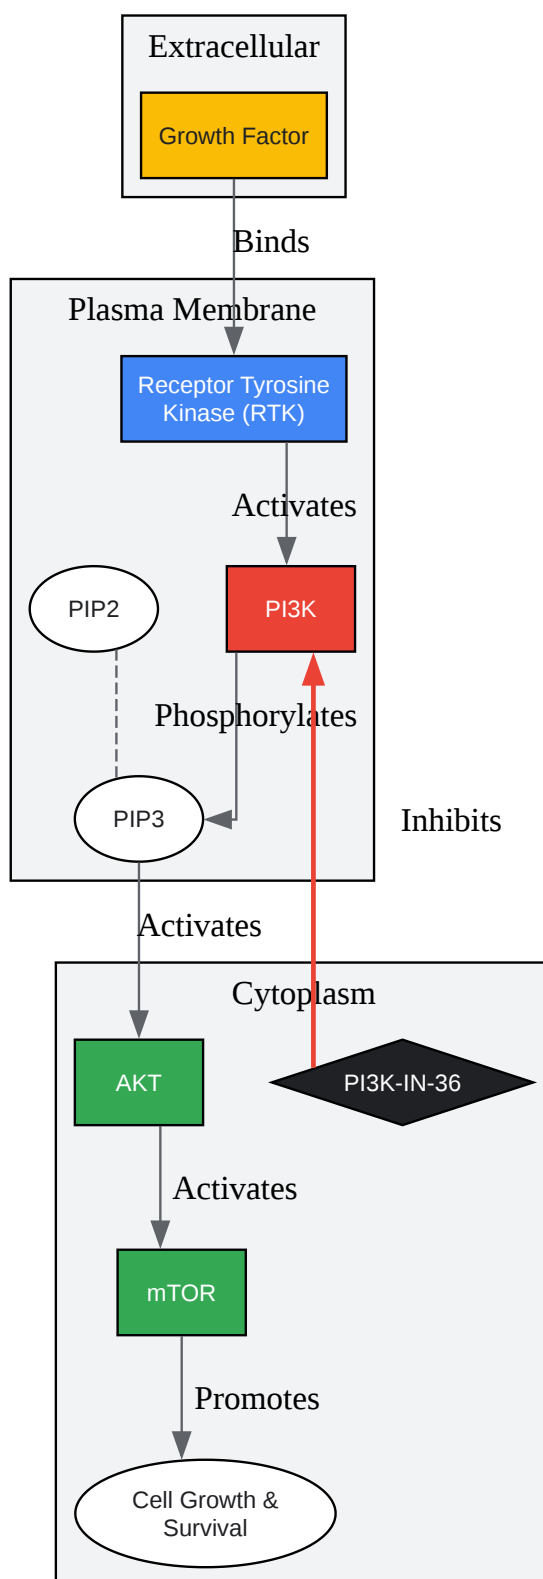 Extracellular
Growth Factor
Binds
Plasma Membrane
Receptor Tyrosine
Kinase (RTK)
Activates
PIP2
PI3K
Phosphorylates
PIP3
Inhibits
Activates
Cytoplasm
AKT
PI3K-IN-36
Activates
mTOR
Promotes
Cell Growth &
Survival